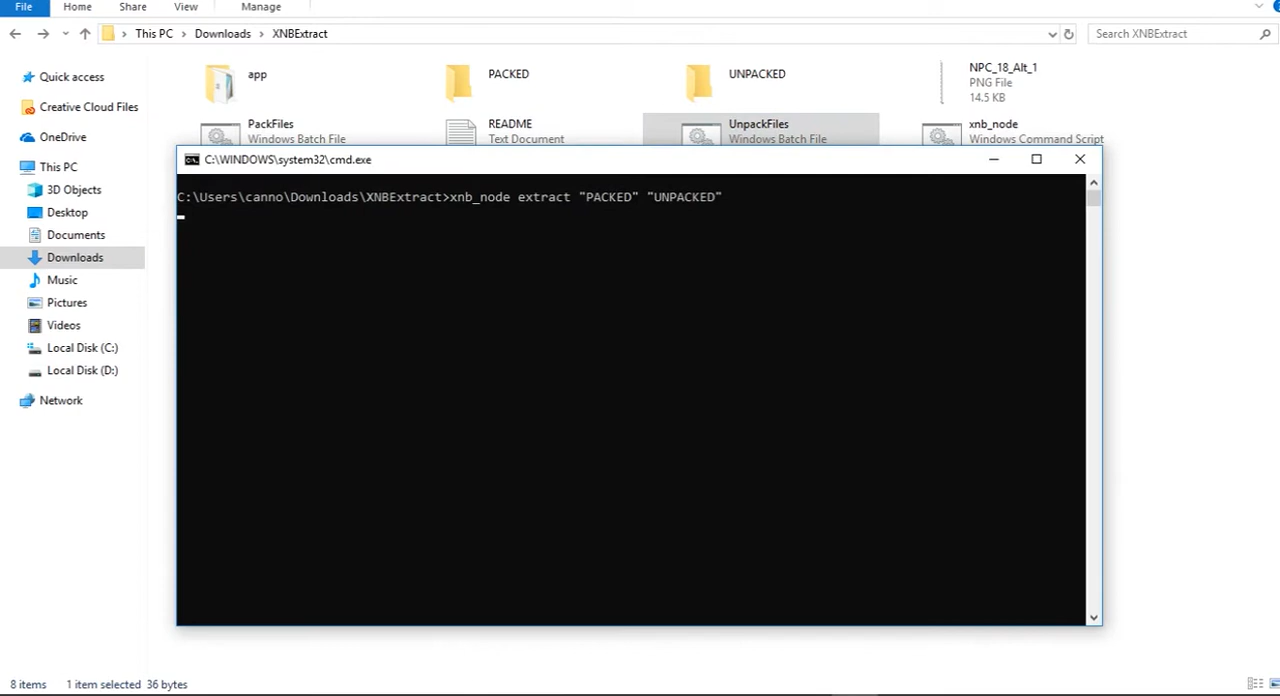 File Home Share View Manage
This PC > Downloads > XNBExtract
Search XNBExtract
Quick access
Creative Cloud Files
OneDrive
This PC
3D Objects
Desktop
Documents
Downloads
Music
Pictures
Videos
Local Disk (C:)
Local Disk (D:)
Network
app
PACKED
UNPACKED
NPC_18_Alt_1
PNG File
14.5 KB
PackFiles
Windows Batch File
README
Text Document
UnpackFiles
Windows Batch File
xnb_node
Windows Command Script
C:\WINDOWS\system32\cmd.exe
C:\Users\canno\Downloads\XNBExtract>xnb_node extract "PACKED" "UNPACKED"
8 items 1 item selected 36 bytes